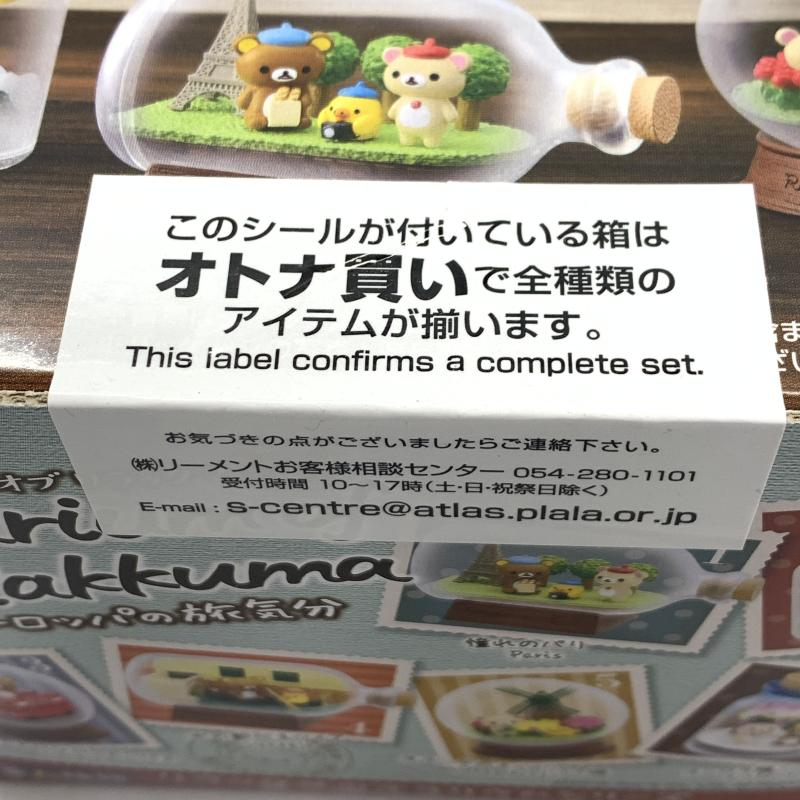 このシールが付いている箱は
オトナ買いで全種類の
アイテムが揃います。
This iabel confirms a complete set.
お気づきの点がございましたらご連絡下さい。
㈱リーメントお客様相談センター 054-280-1101
受付時間 10～17時(土・日・祝祭日除く)
E-mail : s-centre@atlas.plala.or.jp
オブ
akkuma
ーロッパの旅気分
憧れのパリ
Paris